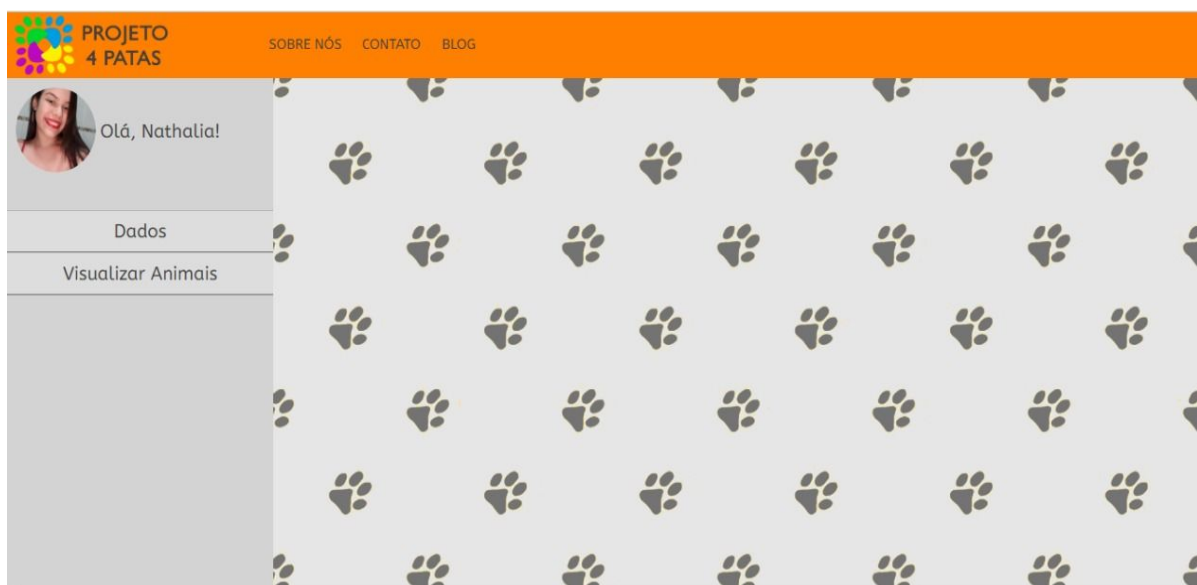 PROJETO
4 PATAS
SOBRE NÓS CONTATO BLOG
Olá, Nathalia!
Dados
Visualizar Animais